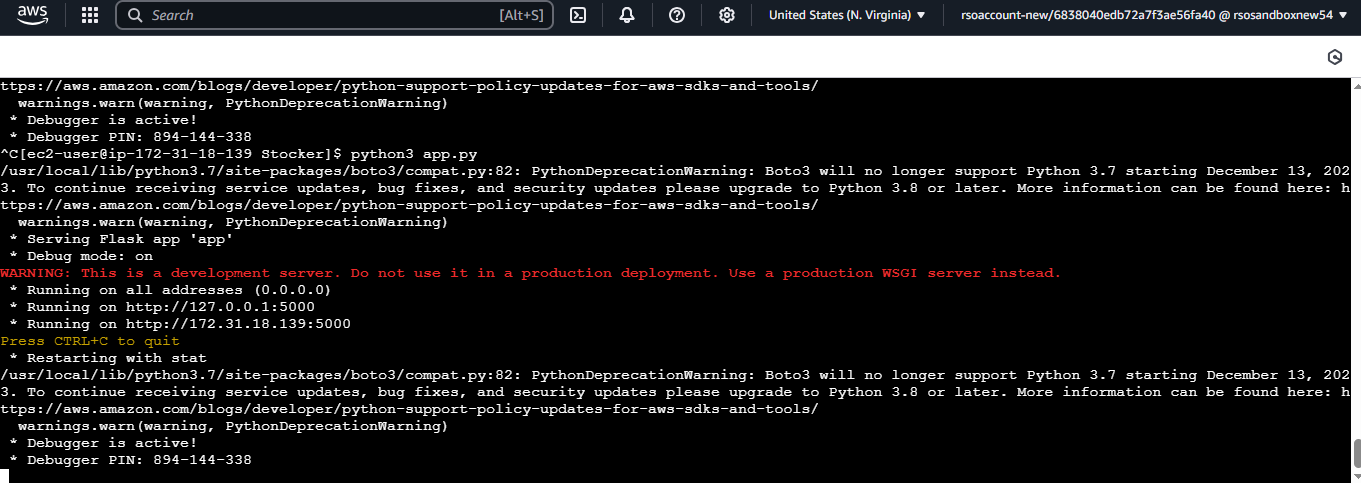 aws
Search
[Alt+S]
United States (N. Virginia)
rsoaccount-new/6838040edb72a7f3ae56fa40 @ rsosandboxnew54
ttps://aws.amazon.com/blogs/developer/python-support-policy-updates-for-aws-sdks-and-tools/
  warnings.warn(warning, PythonDeprecationWarning)
 * Debugger is active!
 * Debugger PIN: 894-144-338
^C[ec2-user@ip-172-31-18-139 Stocker]$ python3 app.py
/usr/local/lib/python3.7/site-packages/boto3/compat.py:82: PythonDeprecationWarning: Boto3 will no longer support Python 3.7 starting December 13, 202
3. To continue receiving service updates, bug fixes, and security updates please upgrade to Python 3.8 or later. More information can be found here: h
ttps://aws.amazon.com/blogs/developer/python-support-policy-updates-for-aws-sdks-and-tools/
  warnings.warn(warning, PythonDeprecationWarning)
 * Serving Flask app 'app'
 * Debug mode: on
WARNING: This is a development server. Do not use it in a production deployment. Use a production WSGI server instead.
 * Running on all addresses (0.0.0.0)
 * Running on http://127.0.0.1:5000
 * Running on http://172.31.18.139:5000
Press CTRL+C to quit
 * Restarting with stat
/usr/local/lib/python3.7/site-packages/boto3/compat.py:82: PythonDeprecationWarning: Boto3 will no longer support Python 3.7 starting December 13, 202
3. To continue receiving service updates, bug fixes, and security updates please upgrade to Python 3.8 or later. More information can be found here: h
ttps://aws.amazon.com/blogs/developer/python-support-policy-updates-for-aws-sdks-and-tools/
  warnings.warn(warning, PythonDeprecationWarning)
 * Debugger is active!
 * Debugger PIN: 894-144-338